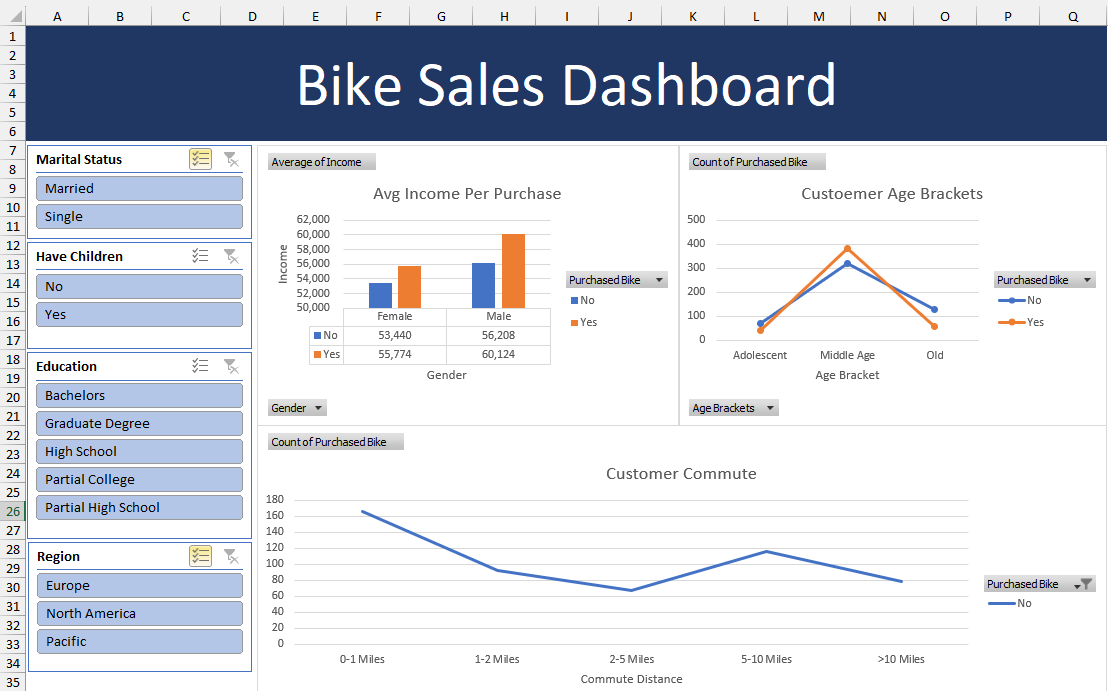 A B C D E F G H I J K L M N O P Q
1
2
3
4
5
6
7
8
9
10
11
12
13
14
15
16
17
18
19
20
21
22
23
24
25
26
27
28
29
30
31
32
33
34
35
Bike Sales Dashboard
Marital Status
Married
Single
Have Children
No
Yes
Education
Bachelors
Graduate Degree
High School
Partial College
Partial High School
Region
Europe
North America
Pacific
Average of Income
Avg Income Per Purchase
62,000
60,000
58,000
56,000
54,000
52,000
50,000
Income
Female Male
No 53,440 56,208
Yes 55,774 60,124
Gender
Purchased Bike
No
Yes
Gender
Count of Purchased Bike
Custoemer Age Brackets
500
400
300
200
100
0
Adolescent Middle Age Old
Age Bracket
Purchased Bike
No
Yes
Age Brackets
Count of Purchased Bike
Customer Commute
180
160
140
120
100
80
60
40
20
0
0-1 Miles 1-2 Miles 2-5 Miles 5-10 Miles >10 Miles
Commute Distance
Purchased Bike
No